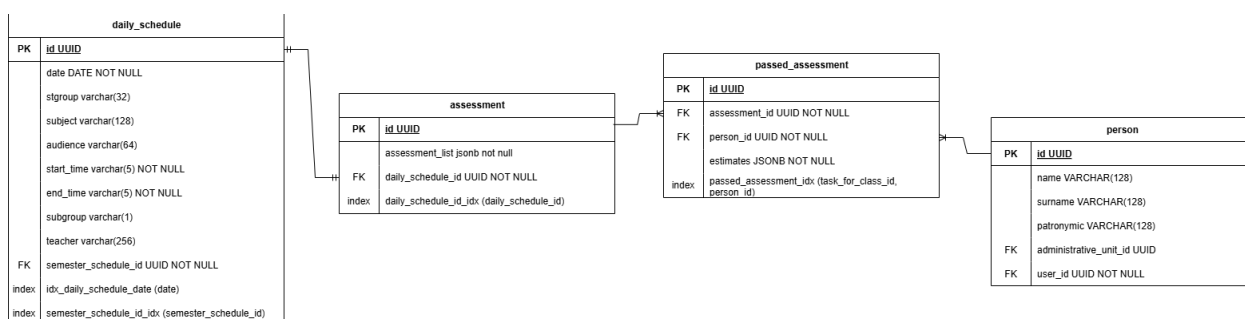 daily_schedule
PK id UUID
date DATE NOT NULL
stgroup varchar(32)
subject varchar(128)
audience varchar(64)
start_time varchar(5) NOT NULL
end_time varchar(5) NOT NULL
subgroup varchar(1)
teacher varchar(256)
FK semester_schedule_id UUID NOT NULL
index idx_daily_schedule_date (date)
index semester_schedule_id_idx (semester_schedule_id)
assessment
PK id UUID
assessment_list jsonb not null
FK daily_schedule_id UUID NOT NULL
index daily_schedule_id_idx (daily_schedule_id)
passed_assessment
PK id UUID
FK assessment_id UUID NOT NULL
FK person_id UUID NOT NULL
estimates JSONB NOT NULL
index passed_assessment_idx (task_for_class_id,
person_id)
person
PK id UUID
name VARCHAR(128)
surname VARCHAR(128)
patronymic VARCHAR(128)
FK administrative_unit_id UUID
FK user_id UUID NOT NULL